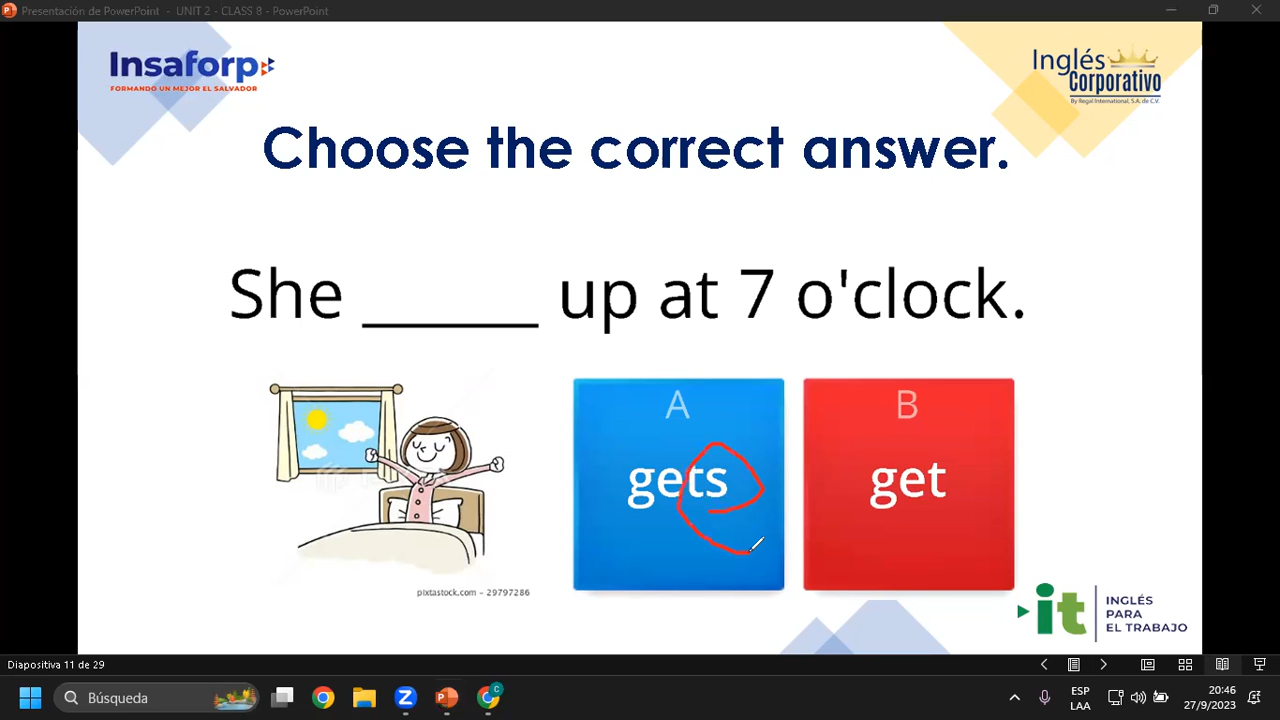 Presentación de PowerPoint - UNIT 2 - CLASS 8 - PowerPoint
Insaforp
FORMANDO UN MEJOR EL SALVADOR
Inglés
Corporativo
By Regal International, S.A. de C.V.
Choose the correct answer.
She ______ up at 7 o'clock.
A
gets
B
get
pixtastock.com - 29797286
it
INGLÉS
PARA
EL TRABAJO
Diapositiva 11 de 29
Búsqueda
ESP
LAA
20:46
27/9/2023